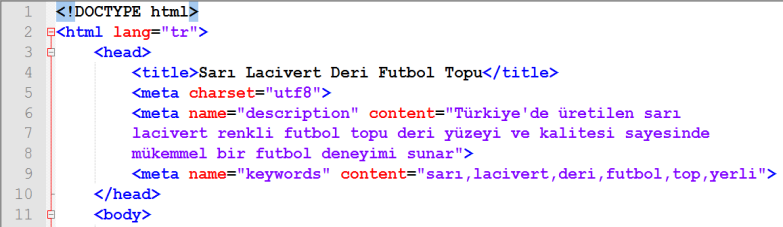 1 <!DOCTYPE html>
2 <html lang="tr">
3 <head>
4 <title>Sarı Lacivert Deri Futbol Topu</title>
5 <meta charset="utf8">
6 <meta name="description" content="Türkiye'de üretilen sarı
7 lacivert renkli futbol topu deri yüzeyi ve kalitesi sayesinde
8 mükemmel bir futbol deneyimi sunar">
9 <meta name="keywords" content="sarı,lacivert,deri,futbol,top,yerli">
10 </head>
11 <body>